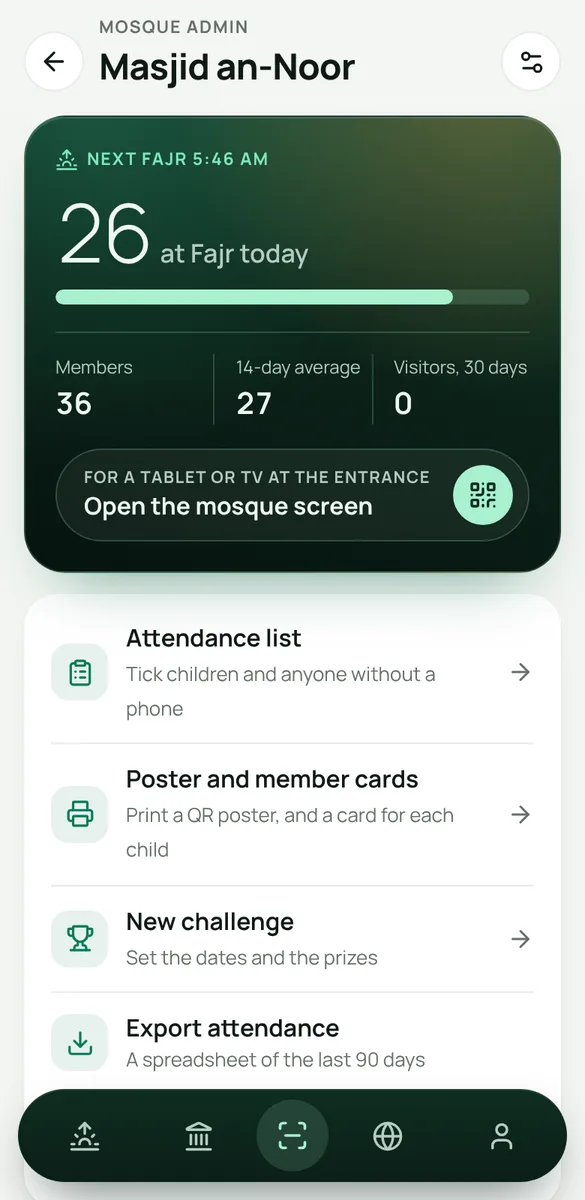 MOSQUE ADMIN
Masjid an-Noor
NEXT FAJR 5:46 AM
26 at Fajr today
Members
36
14-day average
27
Visitors, 30 days
0
FOR A TABLET OR TV AT THE ENTRANCE
Open the mosque screen
Attendance list
Tick children and anyone without a
phone
Poster and member cards
Print a QR poster, and a card for each
child
New challenge
Set the dates and the prizes
Export attendance
A spreadsheet of the last 90 days